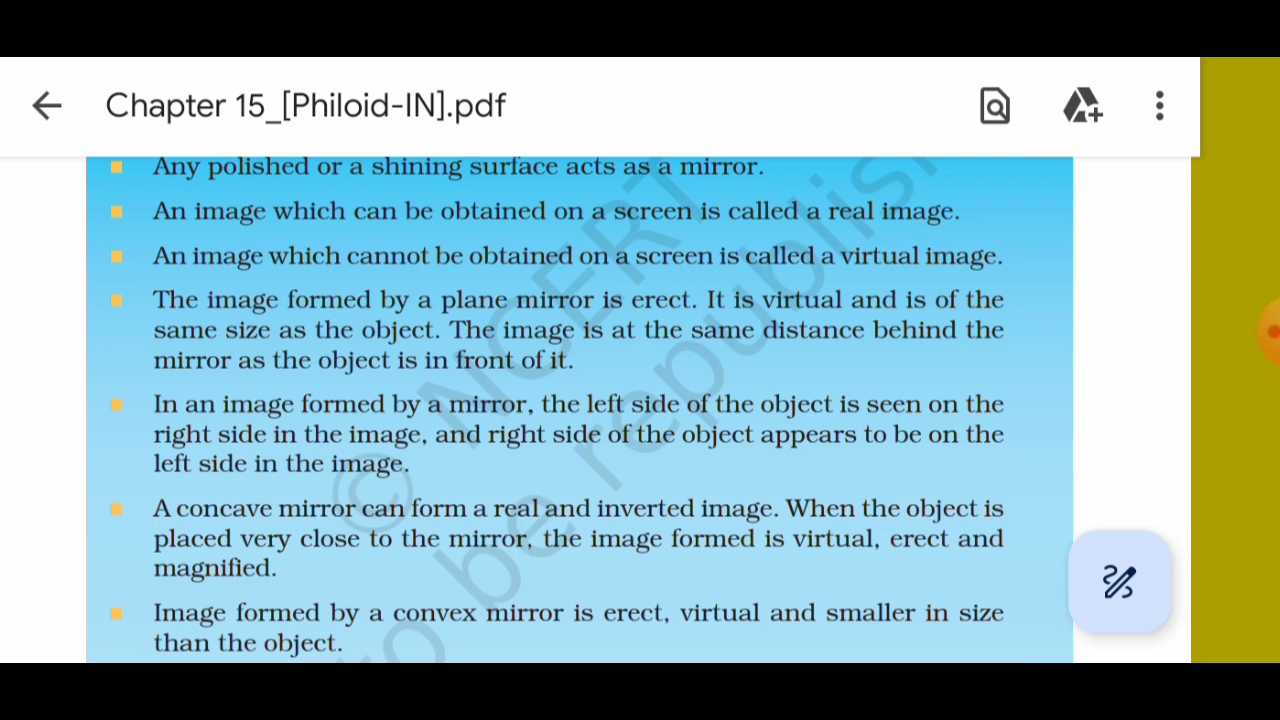 Chapter 15_[Philoid-IN].pdf
Any polished or a shining surface acts as a mirror.
An image which can be obtained on a screen is called a real image.
An image which cannot be obtained on a screen is called a virtual image.
The image formed by a plane mirror is erect. It is virtual and is of the
same size as the object. The image is at the same distance behind the
mirror as the object is in front of it.
In an image formed by a mirror, the left side of the object is seen on the
right side in the image, and right side of the object appears to be on the
left side in the image.
A concave mirror can form a real and inverted image. When the object is
placed very close to the mirror, the image formed is virtual, erect and
magnified.
Image formed by a convex mirror is erect, virtual and smaller in size
than the object.
© NCERT
to be republish